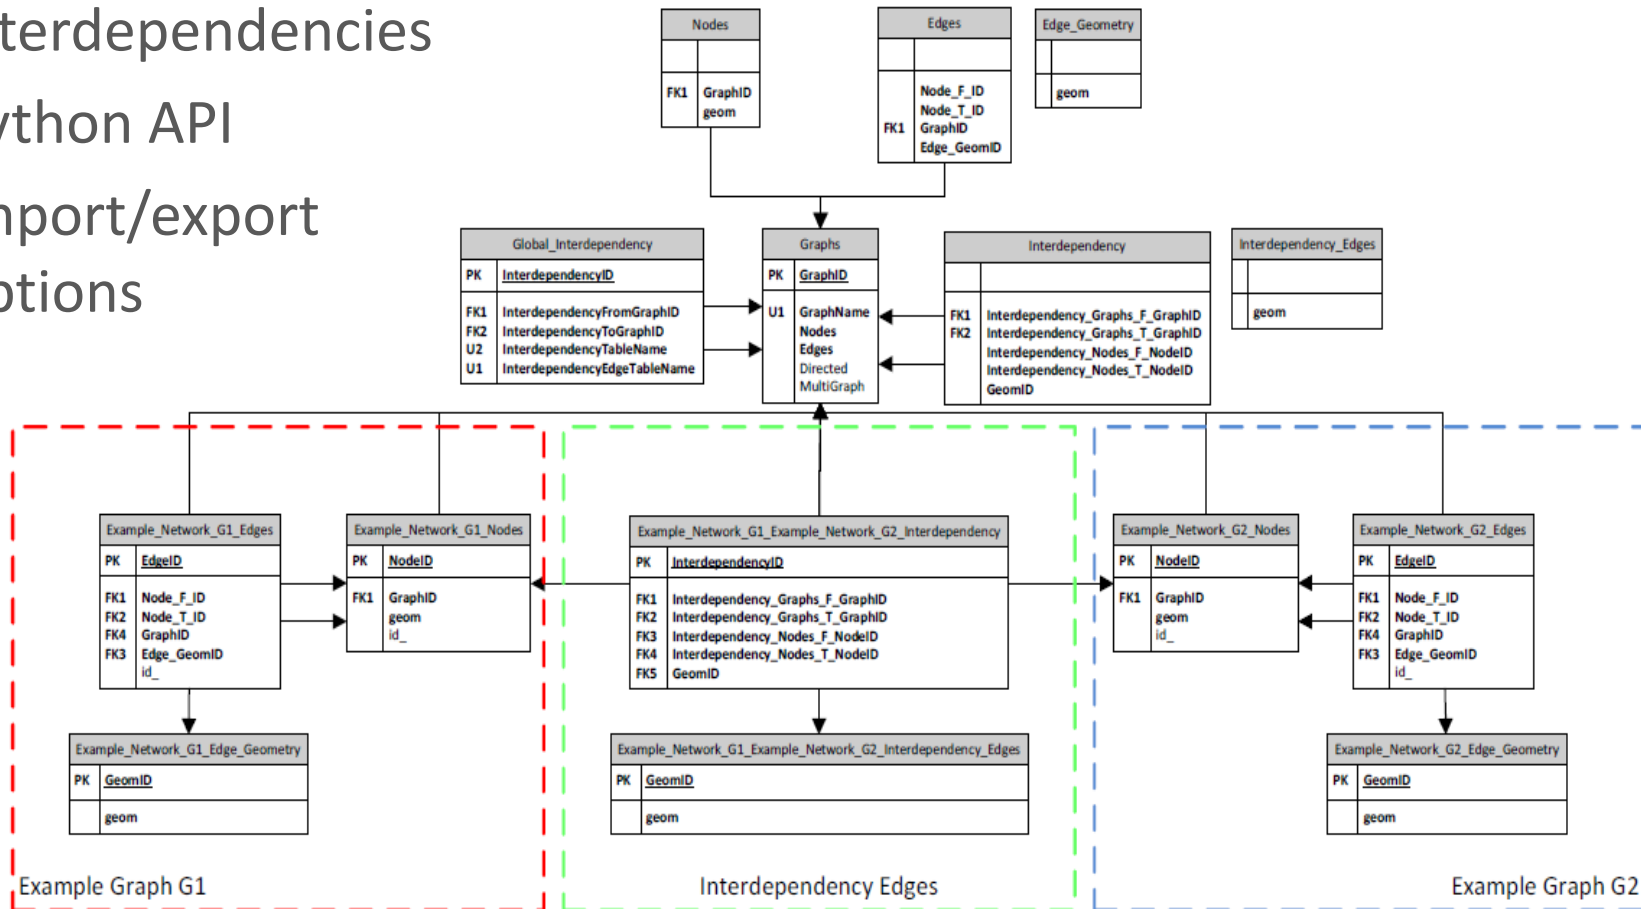 nterdependencies
ython API
nport/export
ptions
Nodes
FK1 GraphID
geom
Edges
Node_F_ID
Node_T_ID
FK1 GraphID
Edge_GeomID
Edge_Geometry
geom
Global_Interdependency
PK InterdependencyID
FK1 InterdependencyFromGraphID
FK2 InterdependencyToGraphID
U2 InterdependencyTableName
U1 InterdependencyEdgeTableName
Graphs
PK GraphID
U1 GraphName
Nodes
Edges
Directed
MultiGraph
Interdependency
FK1 Interdependency_Graphs_F_GraphID
FK2 Interdependency_Graphs_T_GraphID
Interdependency_Nodes_F_NodeID
Interdependency_Nodes_T_NodeID
GeomID
Interdependency_Edges
geom
Example_Network_G1_Edges
PK EdgeID
FK1 Node_F_ID
FK2 Node_T_ID
FK4 GraphID
FK3 Edge_GeomID
id_
Example_Network_G1_Nodes
PK NodeID
FK1 GraphID
geom
id_
Example_Network_G1_Example_Network_G2_Interdependency
PK InterdependencyID
FK1 Interdependency_Graphs_F_GraphID
FK2 Interdependency_Graphs_T_GraphID
FK3 Interdependency_Nodes_F_NodeID
FK4 Interdependency_Nodes_T_NodeID
FK5 GeomID
Example_Network_G2_Nodes
PK NodeID
FK1 GraphID
geom
id_
Example_Network_G2_Edges
PK EdgeID
FK1 Node_F_ID
FK2 Node_T_ID
FK4 GraphID
FK3 Edge_GeomID
id_
Example_Network_G1_Edge_Geometry
PK GeomID
geom
Example_Network_G1_Example_Network_G2_Interdependency_Edges
PK GeomID
geom
Example_Network_G2_Edge_Geometry
PK GeomID
geom
Example Graph G1
Interdependency Edges
Example Graph G2